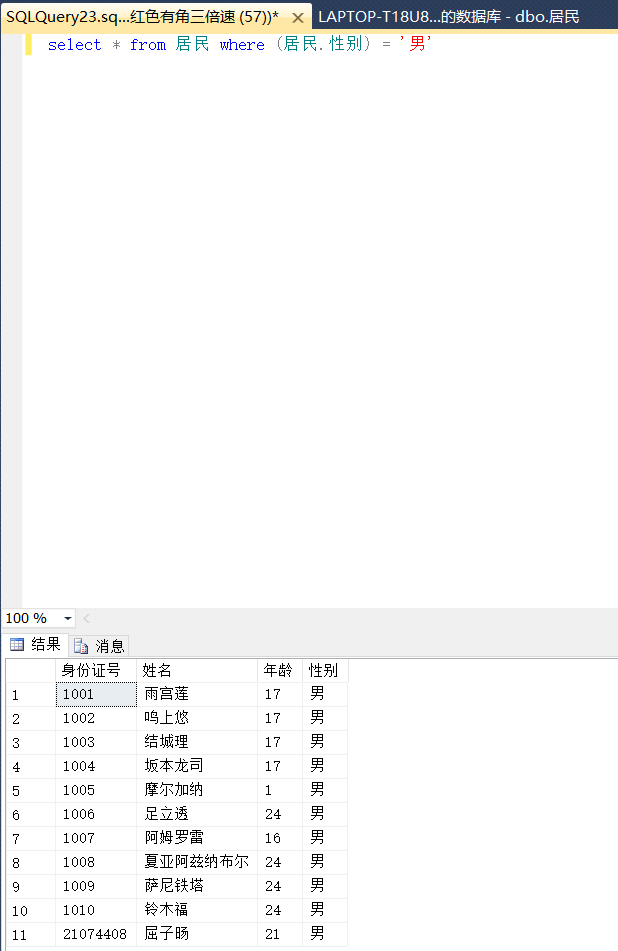 SQLQuery23.sq...红色有角三倍速 (57))* LAPTOP-T18U8...的数据库 - dbo.居民
select * from 居民 where (居民.性别) = '男'
100 %
结果 消息
身份证号 姓名 年龄 性别
1 1001 雨宫莲 17 男
2 1002 鸣上悠 17 男
3 1003 结城理 17 男
4 1004 坂本龙司 17 男
5 1005 摩尔加纳 1 男
6 1006 足立透 24 男
7 1007 阿姆罗雷 16 男
8 1008 夏亚阿兹纳布尔 24 男
9 1009 萨尼铁塔 24 男
10 1010 铃木福 24 男
11 21074408 屈子旸 21 男